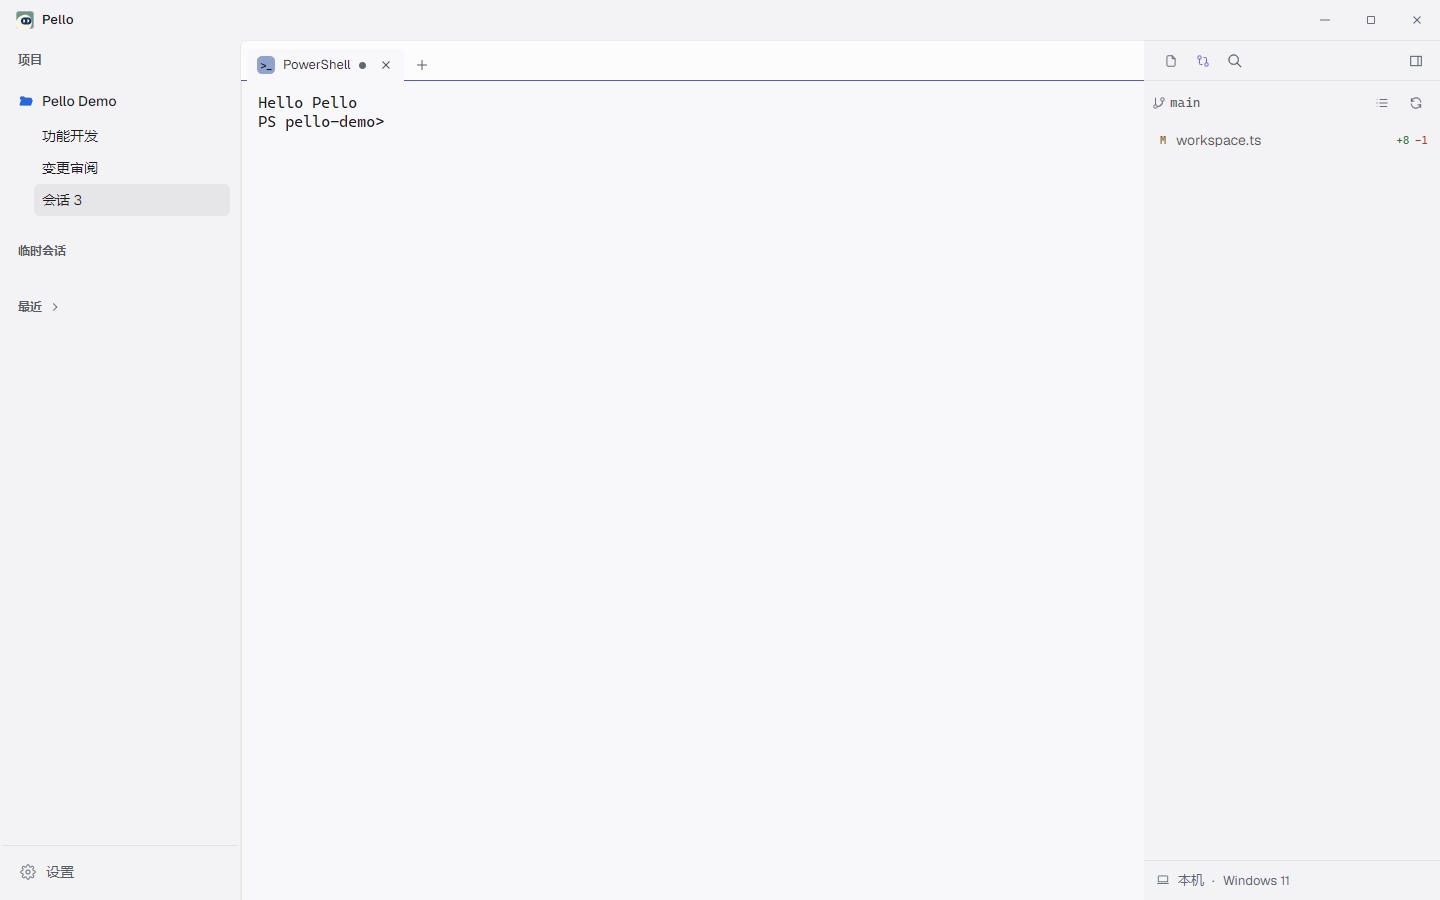 Pello
项目
Pello Demo
功能开发
变更审阅
会话 3
临时会话
最近
设置
>_ PowerShell
Hello Pello
PS pello-demo>
main
M workspace.ts +8 −1
本机 · Windows 11